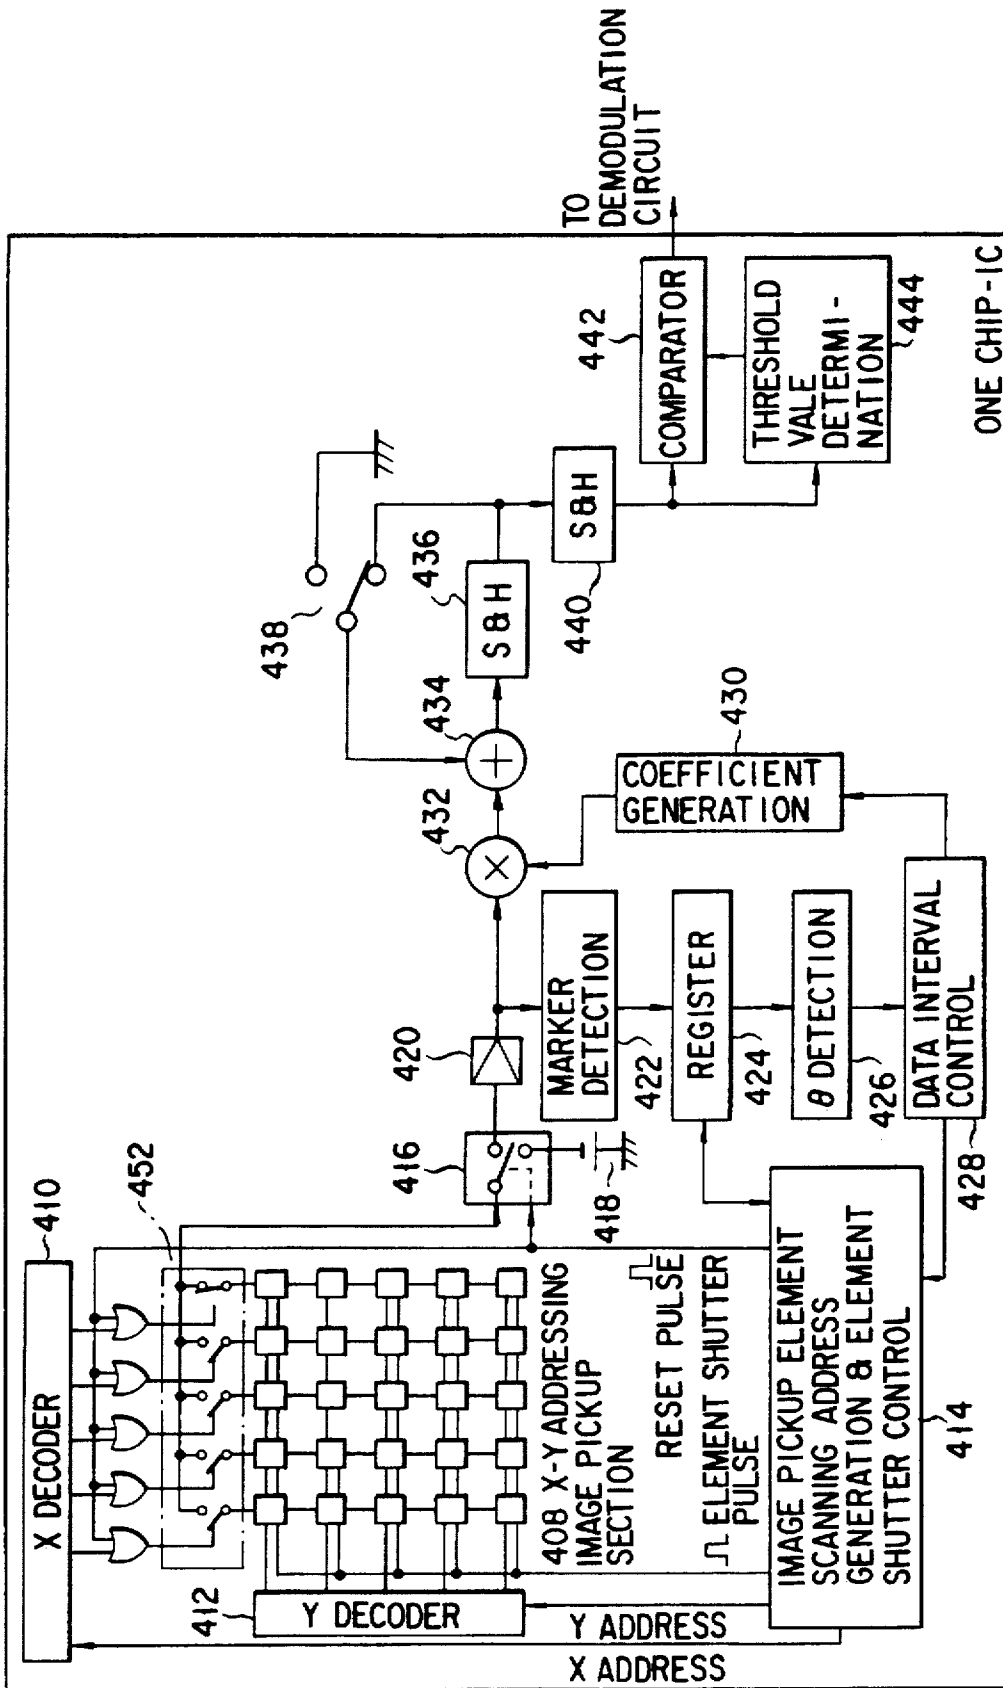 410
X DECODER
452
412
Y DECODER
408 X-Y ADDRESSING
IMAGE PICKUP
SECTION
416
418
420
MARKER
DETECTION
422
REGISTER
424
θ DETECTION
426
DATA INTERVAL
CONTROL
428
COEFFICIENT
GENERATION
430
432
×
434
+
436
S&H
438
S&H
440
442
COMPARATOR
THRESHOLD
VALE
DETERMI-
NATION
444
TO
DEMODULATION
CIRCUIT
RESET PULSE
ELEMENT SHUTTER
PULSE
Y ADDRESS
X ADDRESS
IMAGE PICKUP ELEMENT
SCANNING ADDRESS
GENERATION & ELEMENT
SHUTTER CONTROL
414
ONE CHIP-IC